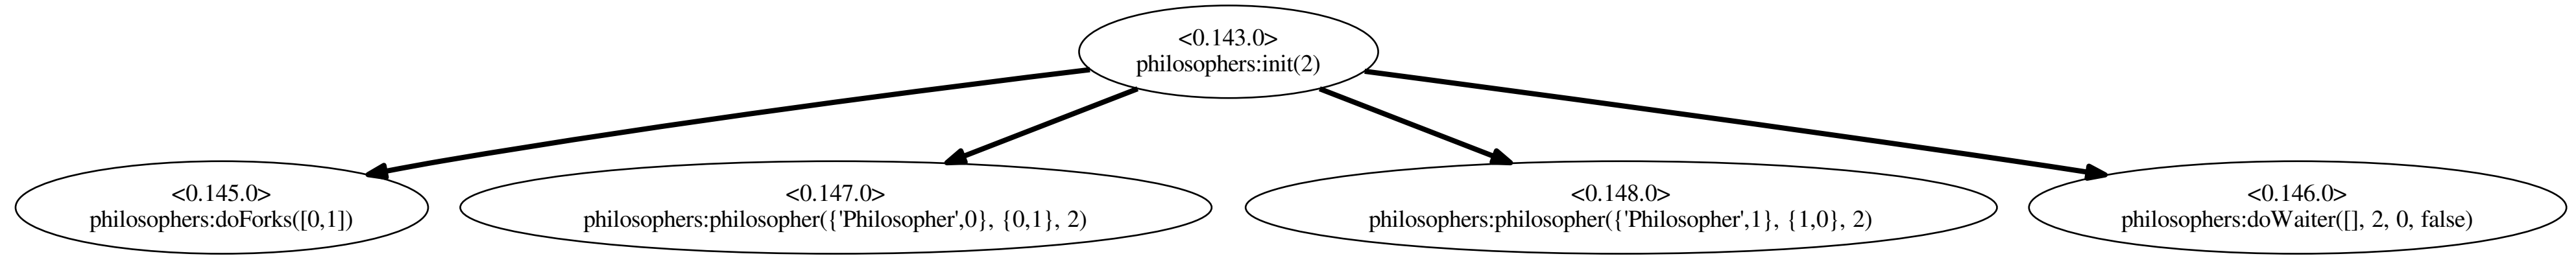 <0.143.0>
philosophers:init(2)
<0.145.0>
philosophers:doForks([0,1])
<0.147.0>
philosophers:philosopher({'Philosopher',0}, {0,1}, 2)
<0.148.0>
philosophers:philosopher({'Philosopher',1}, {1,0}, 2)
<0.146.0>
philosophers:doWaiter([], 2, 0, false)